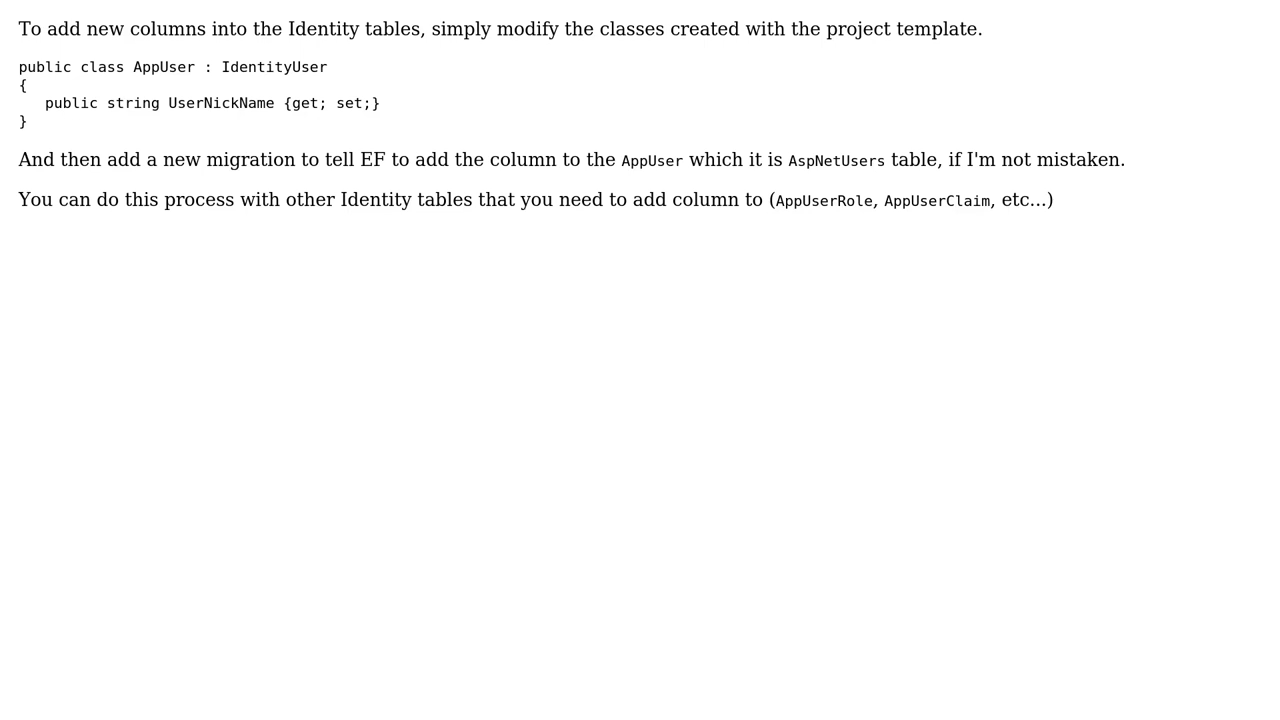 To add new columns into the Identity tables, simply modify the classes created with the project template.
public class AppUser : IdentityUser
{
   public string UserNickName {get; set;}
}
And then add a new migration to tell EF to add the column to the AppUser which it is AspNetUsers table, if I'm not mistaken.
You can do this process with other Identity tables that you need to add column to (AppUserRole, AppUserClaim, etc...)